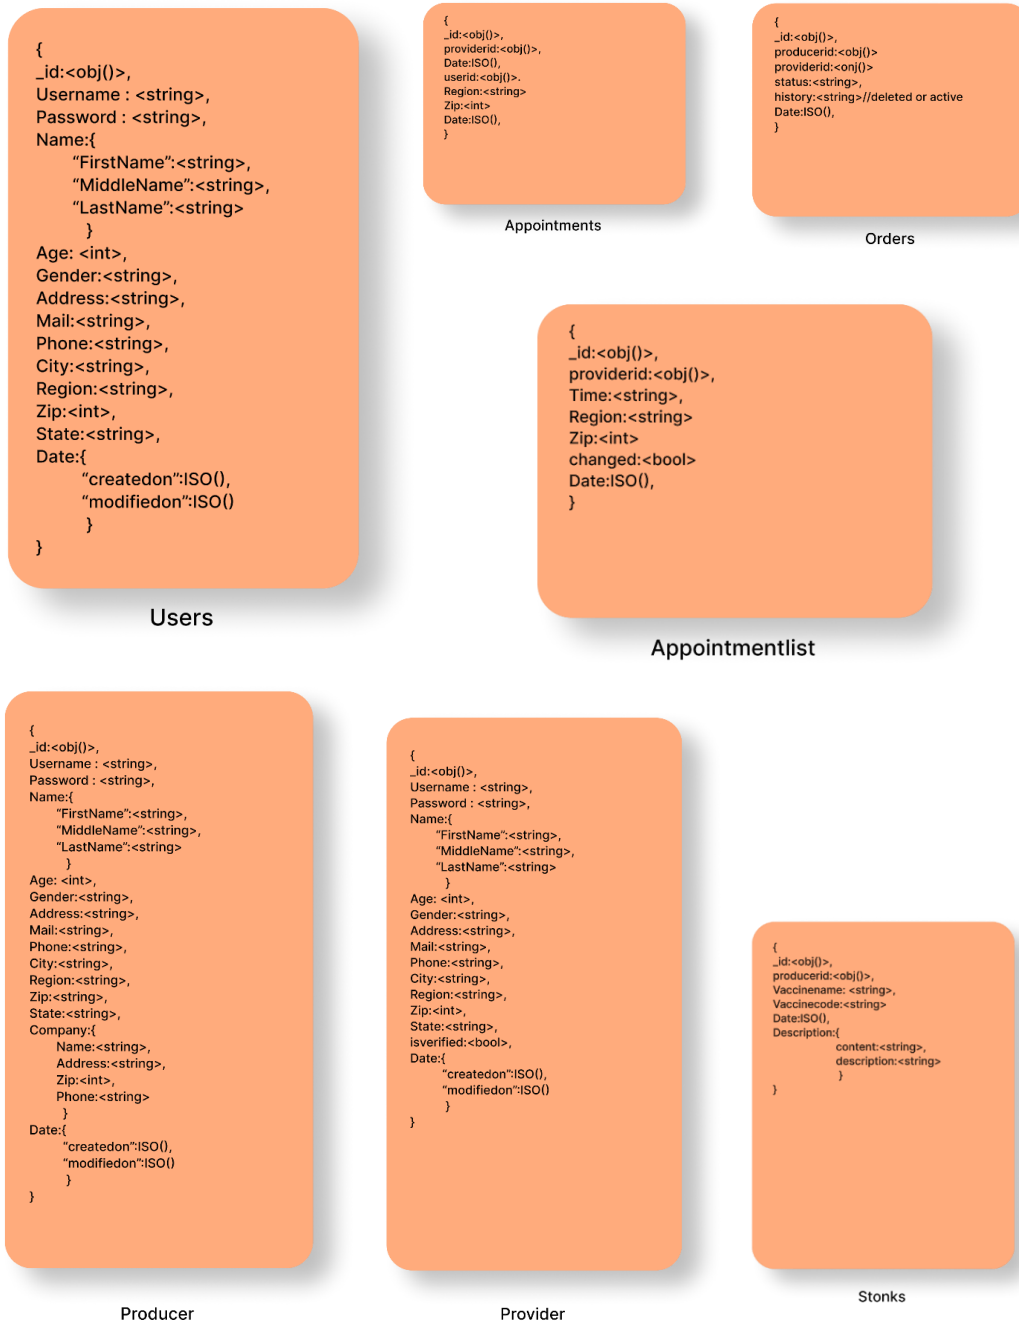 {
_id:<obj()>,
Username : <string>,
Password : <string>,
Name:{
“FirstName”:<string>,
“MiddleName”:<string>,
“LastName”:<string>
}
Age: <int>,
Gender:<string>,
Address:<string>,
Mail:<string>,
Phone:<string>,
City:<string>,
Region:<string>,
Zip:<int>,
State:<string>,
Date:{
“createdon”:ISO(),
“modifiedon”:ISO()
}
}
Users
{
_id:<obj()>,
providerid:<obj()>,
Date:ISO(),
userid:<obj()>.
Region:<string>
Zip:<int>
Date:ISO(),
}
Appointments
{
_id:<obj()>,
producerid:<obj()>
providerid:<onj()>
status:<string>,
history:<string>//deleted or active
Date:ISO(),
}
Orders
{
_id:<obj()>,
providerid:<obj()>,
Time:<string>,
Region:<string>
Zip:<int>
changed:<bool>
Date:ISO(),
}
Appointmentlist
{
_id:<obj()>,
Username : <string>,
Password : <string>,
Name:{
“FirstName”:<string>,
“MiddleName”:<string>,
“LastName”:<string>
}
Age: <int>,
Gender:<string>,
Address:<string>,
Mail:<string>,
Phone:<string>,
City:<string>,
Region:<string>,
Zip:<string>,
State:<string>,
Company:{
Name:<string>,
Address:<string>,
Zip:<int>,
Phone:<string>
}
Date:{
“createdon”:ISO(),
“modifiedon”:ISO()
}
}
Producer
{
_id:<obj()>,
Username : <string>,
Password : <string>,
Name:{
“FirstName”:<string>,
“MiddleName”:<string>,
“LastName”:<string>
}
Age: <int>,
Gender:<string>,
Address:<string>,
Mail:<string>,
Phone:<string>,
City:<string>,
Region:<string>,
Zip:<int>,
State:<string>,
isverified:<bool>,
Date:{
“createdon”:ISO(),
“modifiedon”:ISO()
}
}
Provider
{
_id:<obj()>,
producerid:<obj()>,
Vaccinename: <string>,
Vaccinecode:<string>
Date:ISO(),
Description:{
content:<string>,
description:<string>
}
}
Stonks